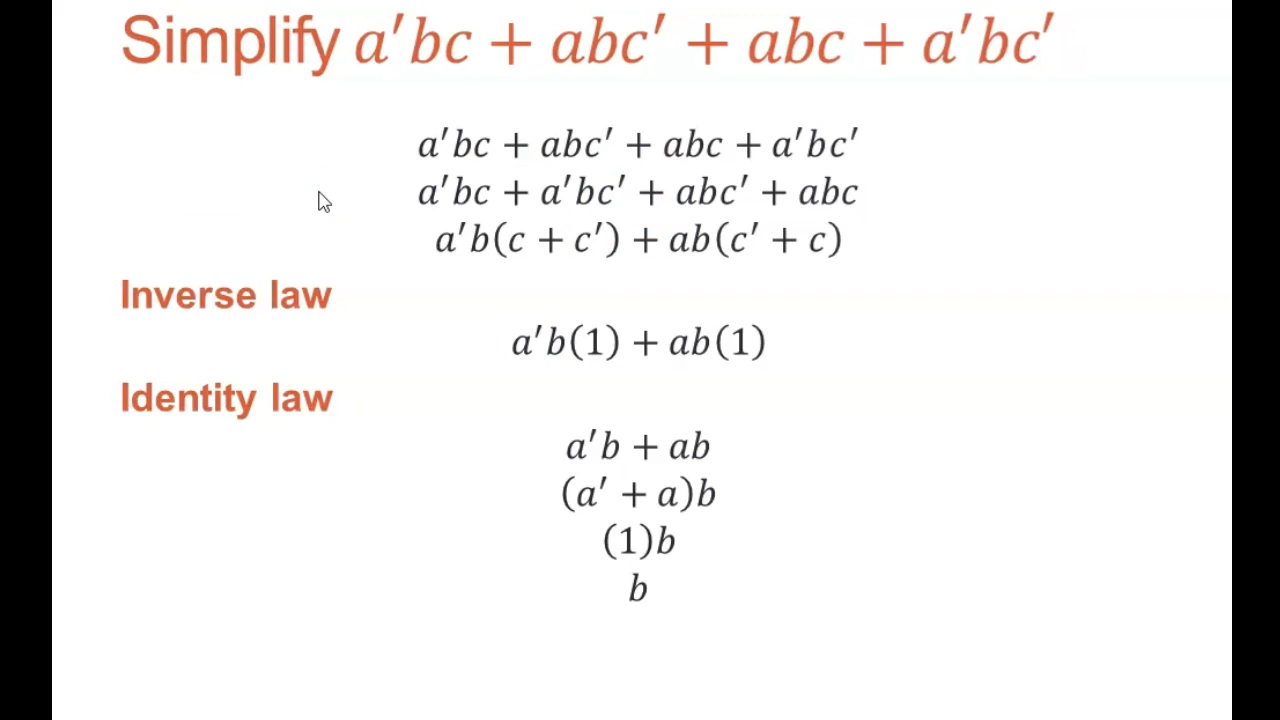 Simplify a′bc + abc′ + abc + a′bc′
a′bc + abc′ + abc + a′bc′
a′bc + a′bc′ + abc′ + abc
a′b(c + c′) + ab(c′ + c)
Inverse law
a′b(1) + ab(1)
Identity law
a′b + ab
(a′ + a)b
(1)b
b